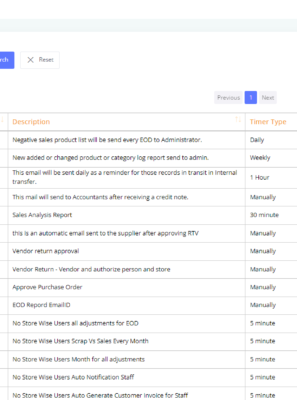 rch Reset
Previous 1 Next
Description Timer Type
Negative sales product list will be send every EOD to Administrator. Daily
New added or changed product or category log report send to admin. Weekly
This email will be sent daily as a reminder for those records in transit in Internal
transfer. 1 Hour
This mail will send to Accountants after receiving a credit note. Manually
Sales Analysis Report 30 minute
this is an automatic email sent to the supplier after approving RTV Manually
Vendor return approval Manually
Vendor Return - Vendor and authorize person and store Manually
Approve Purchase Order Manually
EOD Repord EmailID Manually
No Store Wise Users all adjustments for EOD 5 minute
No Store Wise Users Scrap Vs Sales Every Month 5 minute
No Store Wise Users Month for all adjustments 5 minute
No Store Wise Users Auto Notification Staff 5 minute
No Store Wise Users Auto Generate Customer Invoice for Staff 5 minute